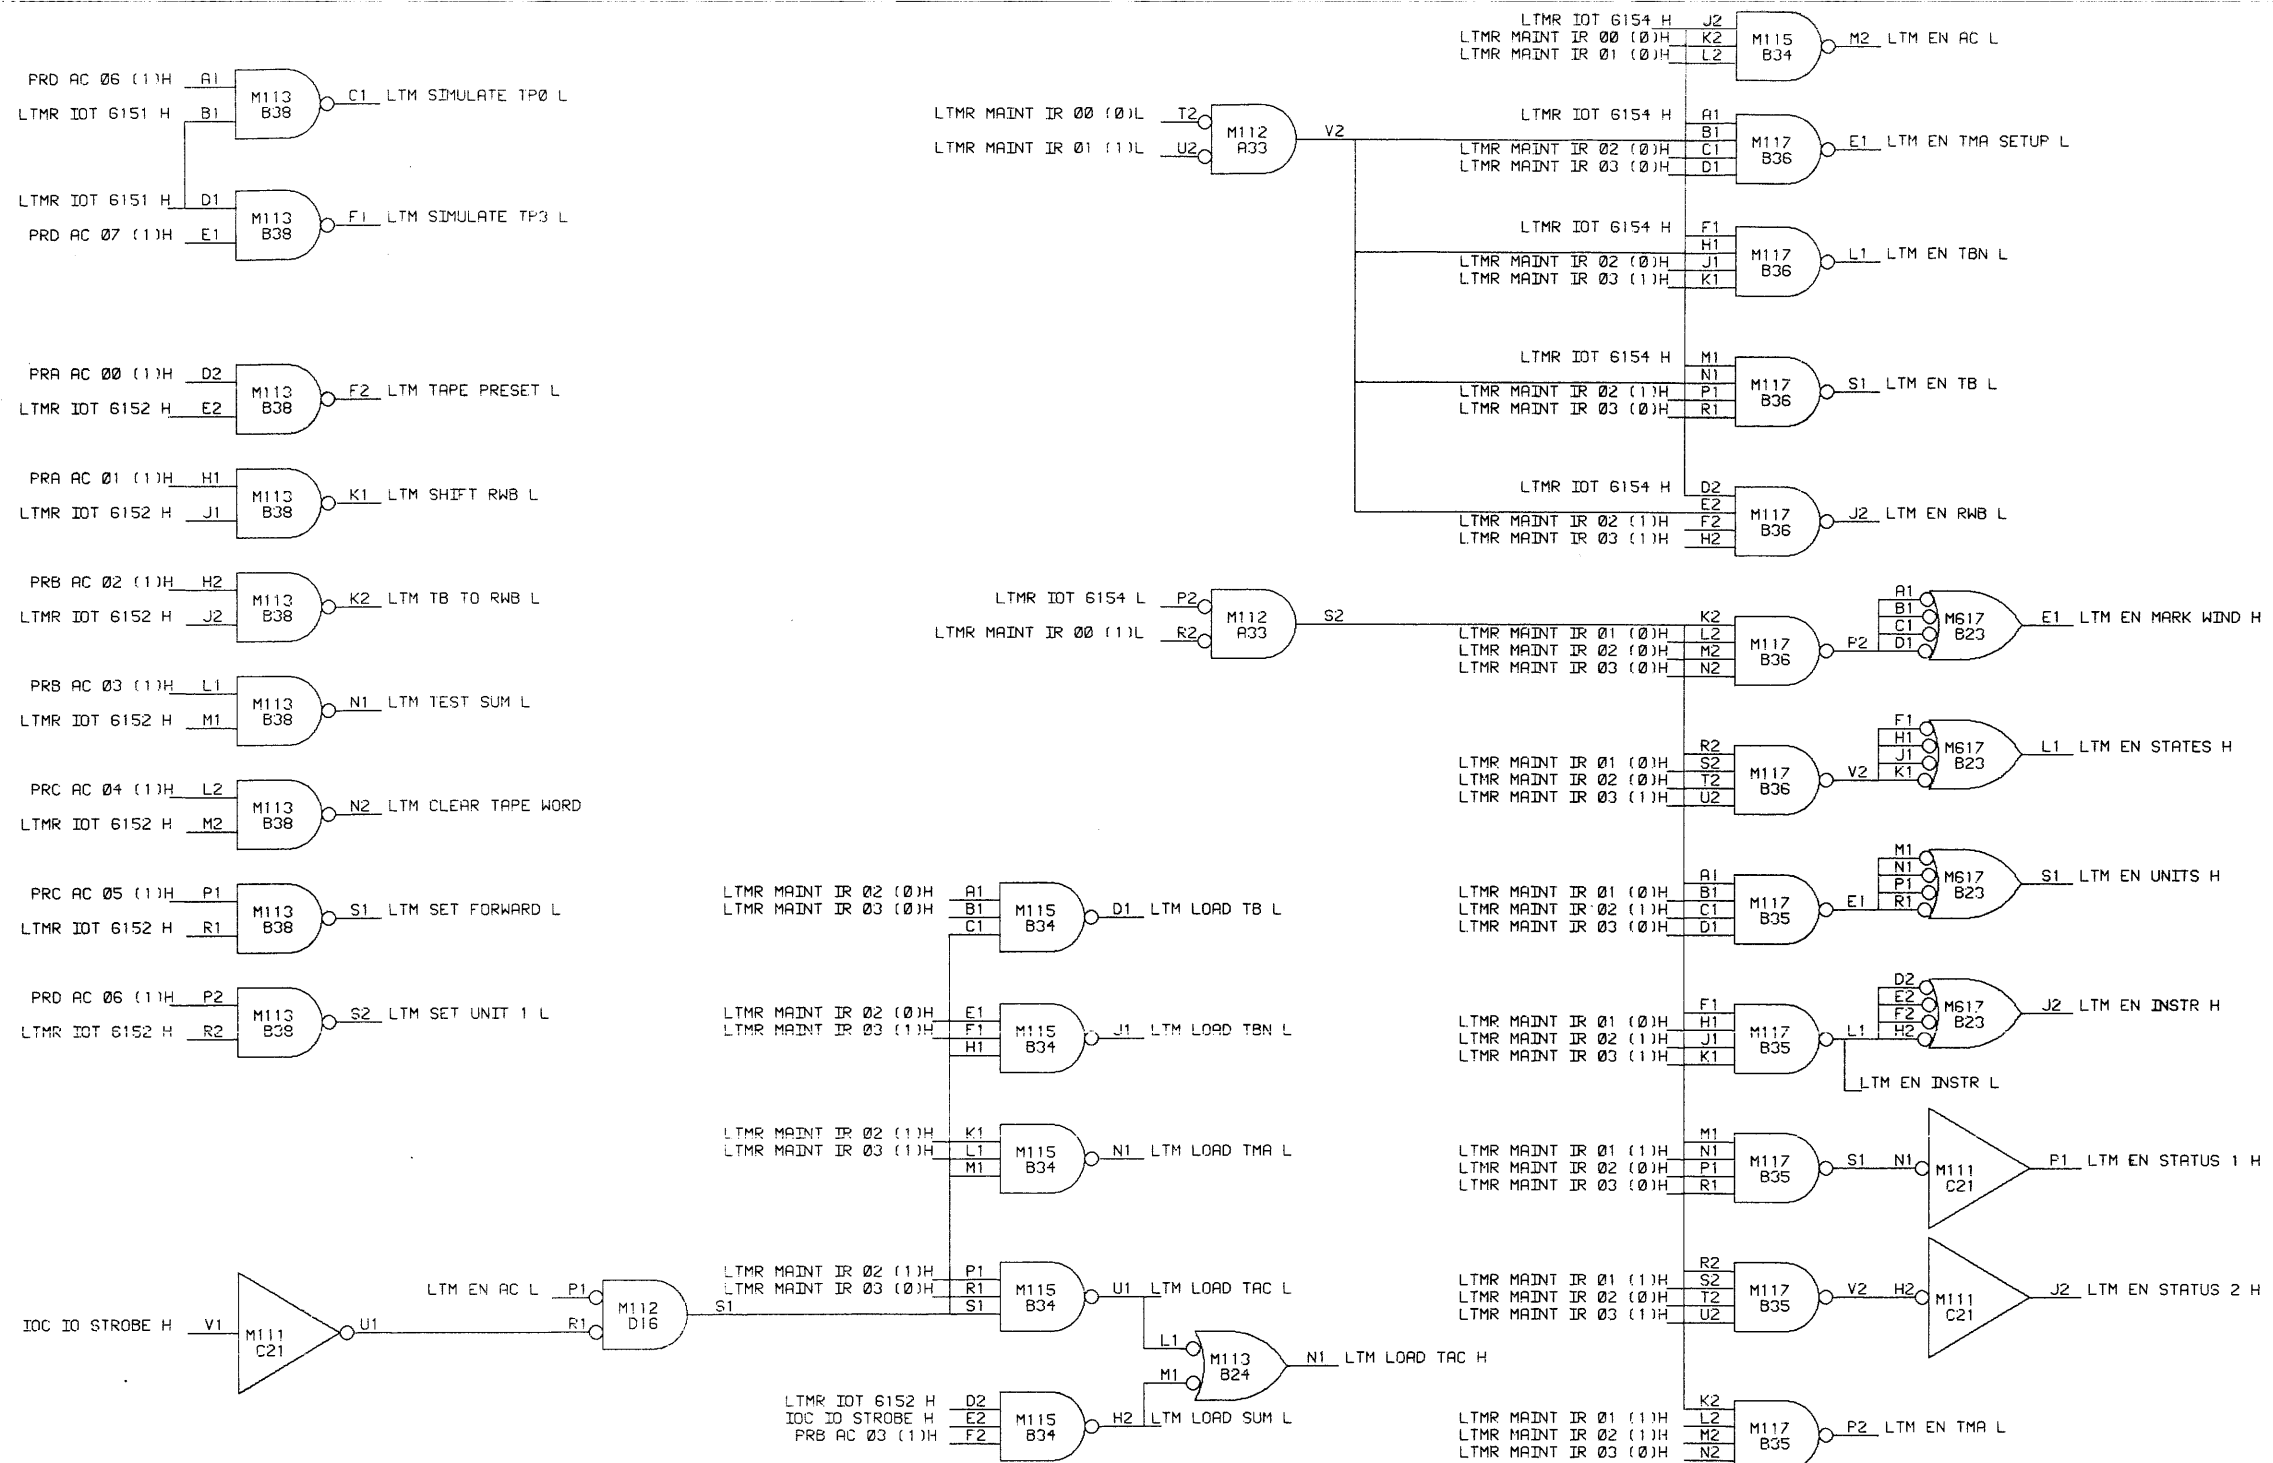 PRD AC 06 (1)H A1
LTMR IOT 6151 H B1
M113
B38
C1 LTM SIMULATE TP0 L
LTMR IOT 6151 H D1
PRD AC 07 (1)H E1
M113
B38
F1 LTM SIMULATE TP3 L
PRA AC 00 (1)H D2
LTMR IOT 6152 H E2
M113
B38
F2 LTM TAPE PRESET L
PRA AC 01 (1)H H1
LTMR IOT 6152 H J1
M113
B38
K1 LTM SHIFT RWB L
PRB AC 02 (1)H H2
LTMR IOT 6152 H J2
M113
B38
K2 LTM TB TO RWB L
PRB AC 03 (1)H L1
LTMR IOT 6152 H M1
M113
B38
N1 LTM TEST SUM L
PRC AC 04 (1)H L2
LTMR IOT 6152 H M2
M113
B38
N2 LTM CLEAR TAPE WORD
PRC AC 05 (1)H P1
LTMR IOT 6152 H R1
M113
B38
S1 LTM SET FORWARD L
PRD AC 06 (1)H P2
LTMR IOT 6152 H R2
M113
B38
S2 LTM SET UNIT 1 L
IOC IO STROBE H V1
M111
C21
U1
LTM EN AC L P1
R1
M112
D16
S1
LTMR MAINT IR 02 (0)H A1
LTMR MAINT IR 03 (0)H B1
C1
M115
B34
D1 LTM LOAD TB L
LTMR MAINT IR 02 (0)H E1
LTMR MAINT IR 03 (1)H F1
H1
M115
B34
J1 LTM LOAD TBN L
LTMR MAINT IR 02 (1)H K1
LTMR MAINT IR 03 (1)H L1
M1
M115
B34
N1 LTM LOAD TMA L
LTMR MAINT IR 02 (1)H P1
LTMR MAINT IR 03 (0)H R1
S1
M115
B34
U1 LTM LOAD TAC L
L1
M1
M113
B24
N1 LTM LOAD TAC H
LTMR IOT 6152 H D2
IOC IO STROBE H E2
PRB AC 03 (1)H F2
M115
B34
H2 LTM LOAD SUM L
LTMR MAINT IR 00 (0)L T2
LTMR MAINT IR 01 (1)L U2
M112
A33
V2
LTMR IOT 6154 L P2
LTMR MAINT IR 00 (1)L R2
M112
A33
S2
LTMR IOT 6154 H J2
LTMR MAINT IR 00 (0)H K2
LTMR MAINT IR 01 (0)H L2
M115
B34
M2 LTM EN AC L
LTMR IOT 6154 H A1
B1
LTMR MAINT IR 02 (0)H C1
LTMR MAINT IR 03 (0)H D1
M117
B36
E1 LTM EN TMA SETUP L
LTMR IOT 6154 H F1
H1
LTMR MAINT IR 02 (0)H J1
LTMR MAINT IR 03 (1)H K1
M117
B36
L1 LTM EN TBN L
LTMR IOT 6154 H M1
N1
LTMR MAINT IR 02 (1)H P1
LTMR MAINT IR 03 (0)H R1
M117
B36
S1 LTM EN TB L
LTMR IOT 6154 H D2
E2
LTMR MAINT IR 02 (1)H F2
LTMR MAINT IR 03 (1)H H2
M117
B36
J2 LTM EN RWB L
K2
LTMR MAINT IR 01 (0)H L2
LTMR MAINT IR 02 (0)H M2
LTMR MAINT IR 03 (0)H N2
M117
B36
P2
A1
B1
C1
D1
M617
B23
E1 LTM EN MARK WIND H
R2
LTMR MAINT IR 01 (0)H S2
LTMR MAINT IR 02 (0)H T2
LTMR MAINT IR 03 (1)H U2
M117
B36
V2
F1
H1
J1
K1
M617
B23
L1 LTM EN STATES H
A1
LTMR MAINT IR 01 (0)H B1
LTMR MAINT IR 02 (1)H C1
LTMR MAINT IR 03 (0)H D1
M117
B35
E1
M1
N1
P1
R1
M617
B23
S1 LTM EN UNITS H
F1
LTMR MAINT IR 01 (0)H H1
LTMR MAINT IR 02 (1)H J1
LTMR MAINT IR 03 (1)H K1
M117
B35
L1
D2
E2
F2
H2
M617
B23
J2 LTM EN INSTR H
LTM EN INSTR L
M1
LTMR MAINT IR 01 (1)H N1
LTMR MAINT IR 02 (0)H P1
LTMR MAINT IR 03 (0)H R1
M117
B35
S1 N1
M111
C21
P1 LTM EN STATUS 1 H
R2
LTMR MAINT IR 01 (1)H S2
LTMR MAINT IR 02 (0)H T2
LTMR MAINT IR 03 (1)H U2
M117
B35
V2 H2
M111
C21
J2 LTM EN STATUS 2 H
K2
LTMR MAINT IR 01 (1)H L2
LTMR MAINT IR 02 (1)H M2
LTMR MAINT IR 03 (0)H N2
M117
B35
P2 LTM EN TMA L